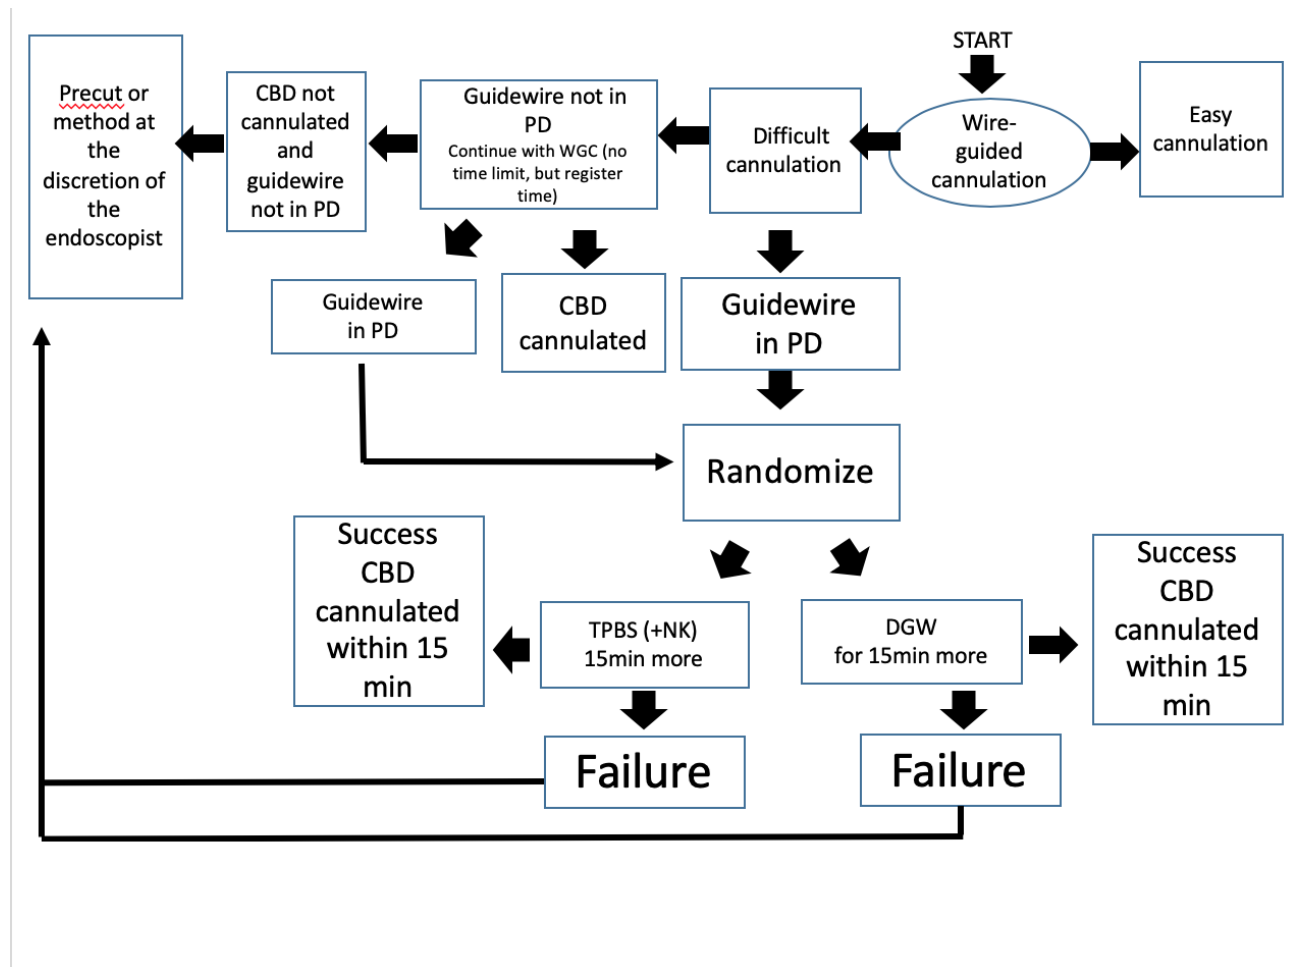 START
Precut or
method at
the
discretion of
the
endoscopist
CBD not
cannulated
and
guidewire
not in PD
Guidewire not in
PD
Continue with WGC (no
time limit, but register
time)
Difficult
cannulation
Wire-
guided
cannulation
Easy
cannulation
Guidewire
in PD
CBD
cannulated
Guidewire
in PD
Randomize
Success
CBD
cannulated
within 15
min
TPBS (+NK)
15min more
DGW
for 15min more
Success
CBD
cannulated
within 15
min
Failure
Failure